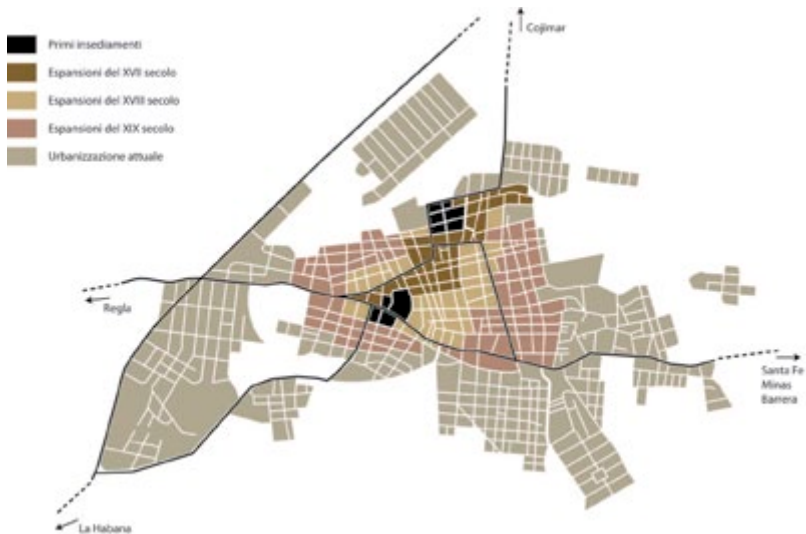 Cojimar
Primi insediamenti
Espansioni del XVII secolo
Espansioni del XVIII secolo
Espansioni del XIX secolo
Urbanizzazione attuale
Regla
Santa Fe
Minas
Barrera
La Habana